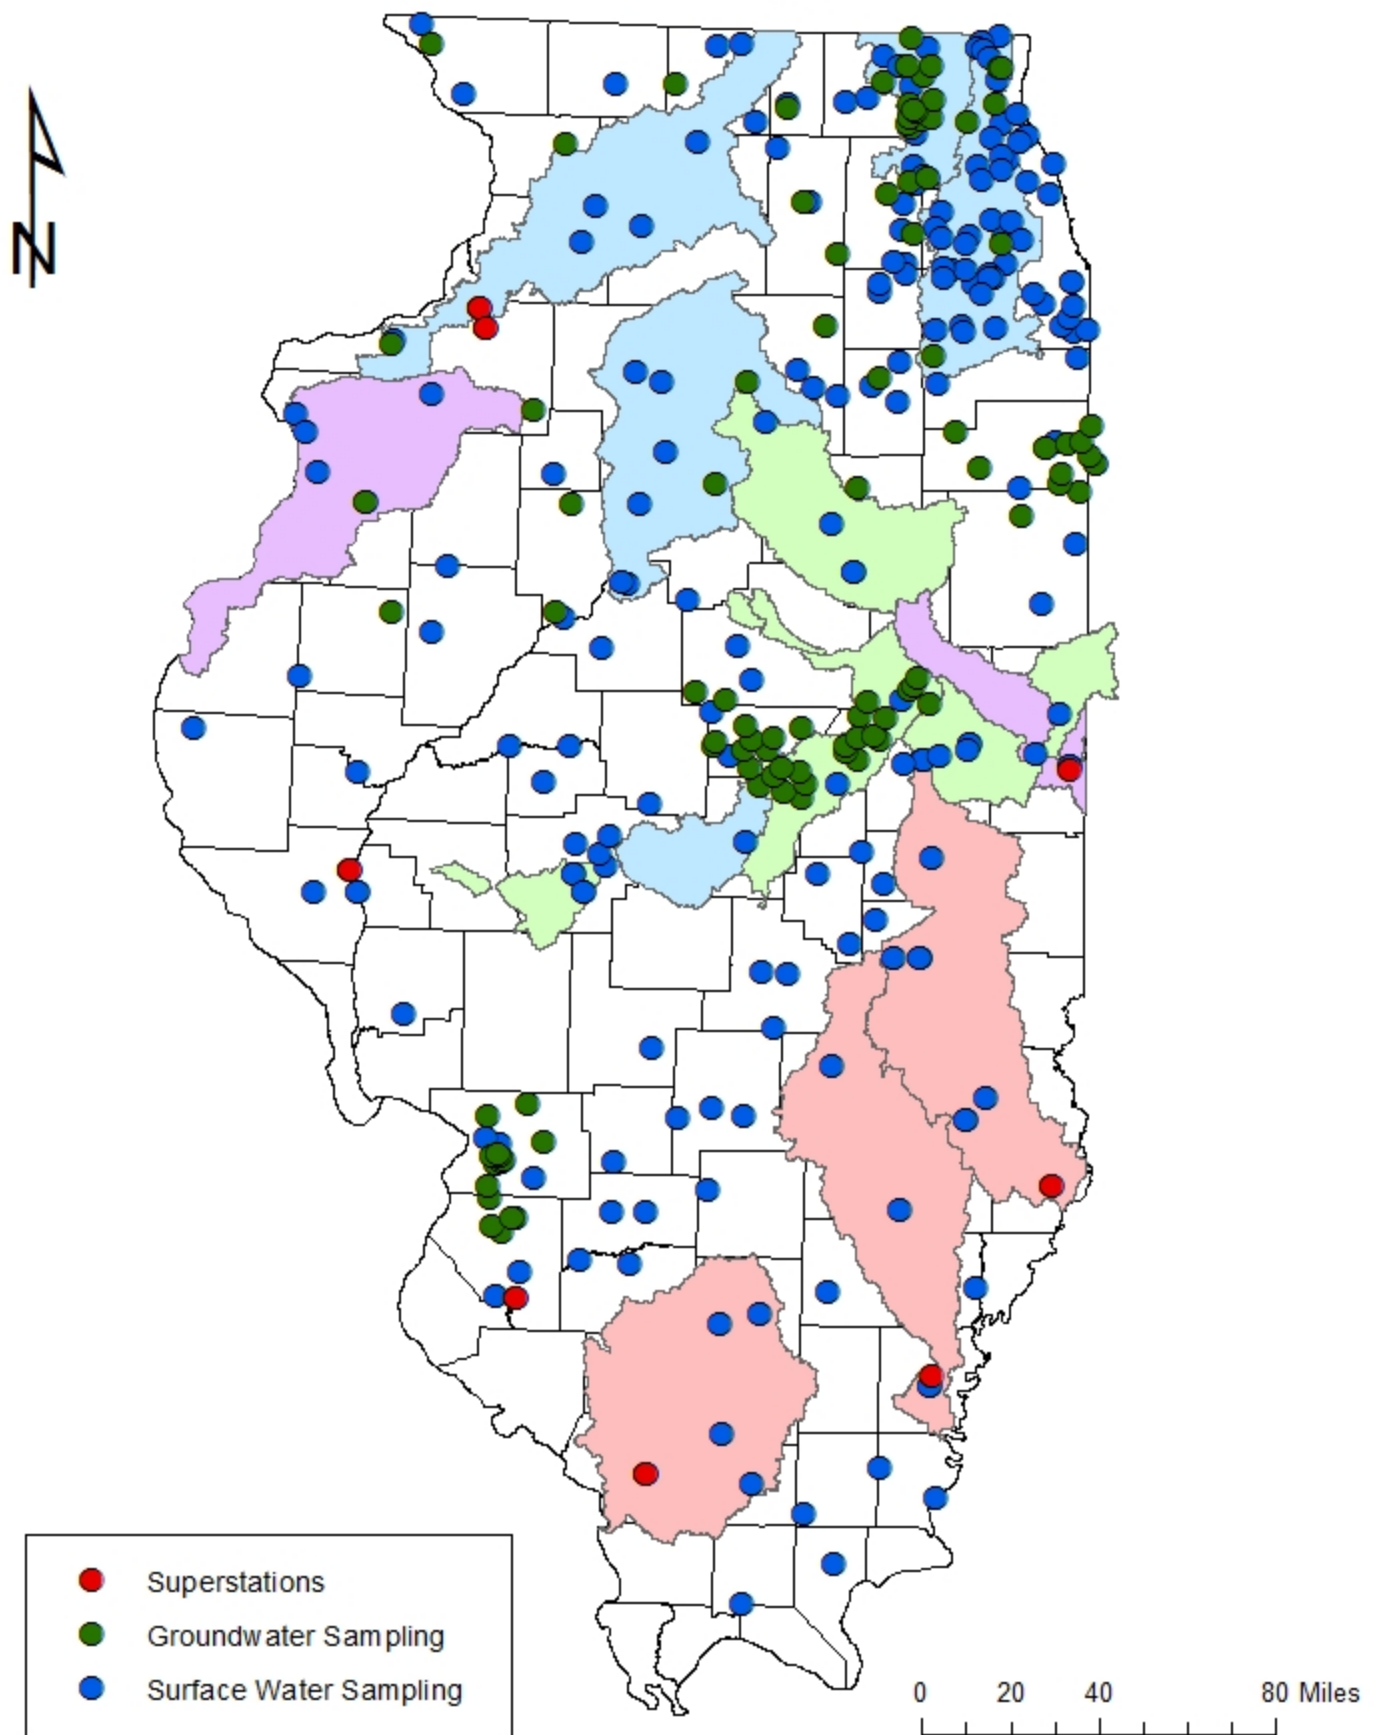 N
Superstations
Groundwater Sampling
Surface Water Sampling
0 20 40 80 Miles